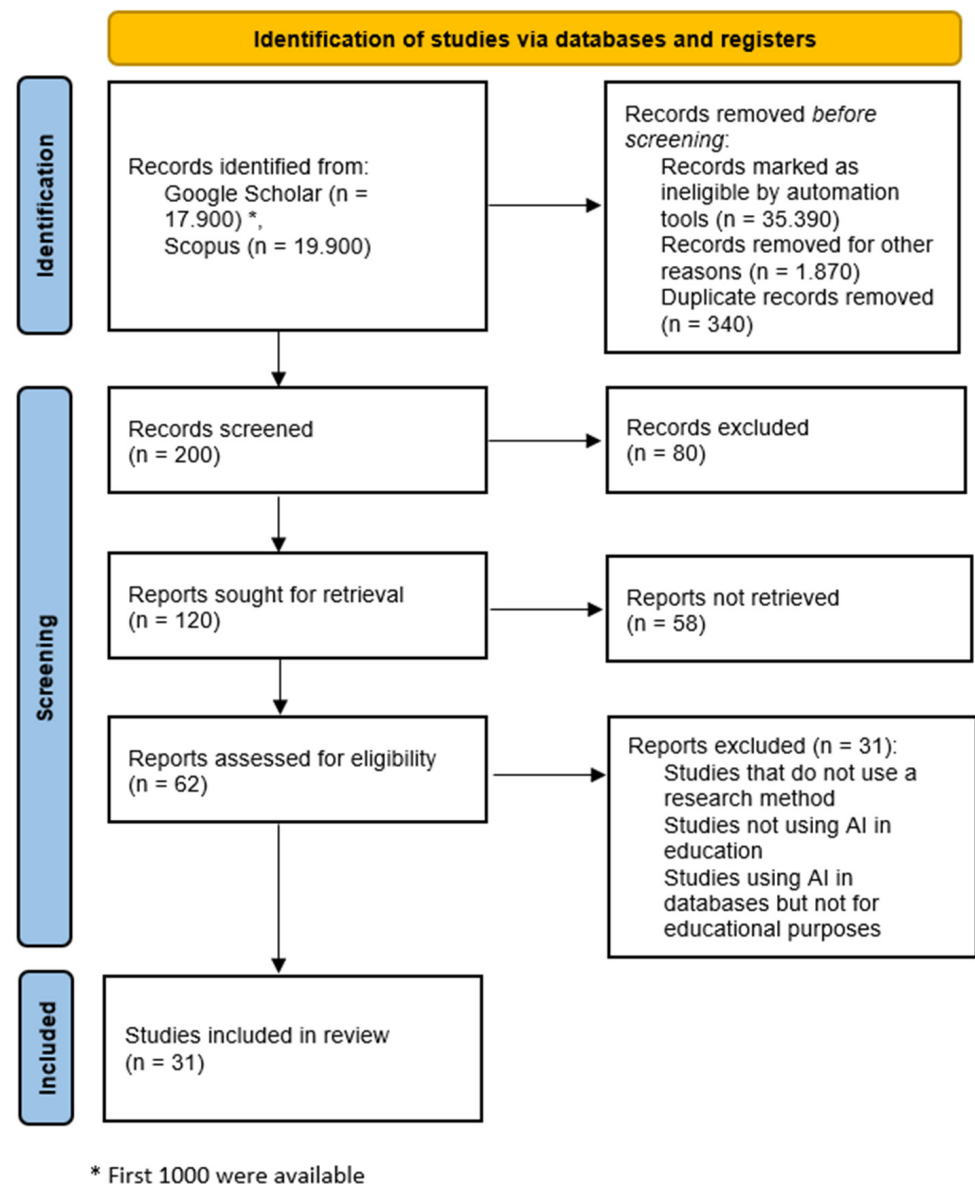 Identification of studies via databases and registers
Identification
Records identified from:
Google Scholar (n =
17.900) *,
Scopus (n = 19.900)
Records removed before
screening:
Records marked as
ineligible by automation
tools (n = 35.390)
Records removed for other
reasons (n = 1.870)
Duplicate records removed
(n = 340)
Screening
Records screened
(n = 200)
Records excluded
(n = 80)
Reports sought for retrieval
(n = 120)
Reports not retrieved
(n = 58)
Reports assessed for eligibility
(n = 62)
Reports excluded (n = 31):
Studies that do not use a
research method
Studies not using AI in
education
Studies using AI in
databases but not for
educational purposes
Included
Studies included in review
(n = 31)
* First 1000 were available